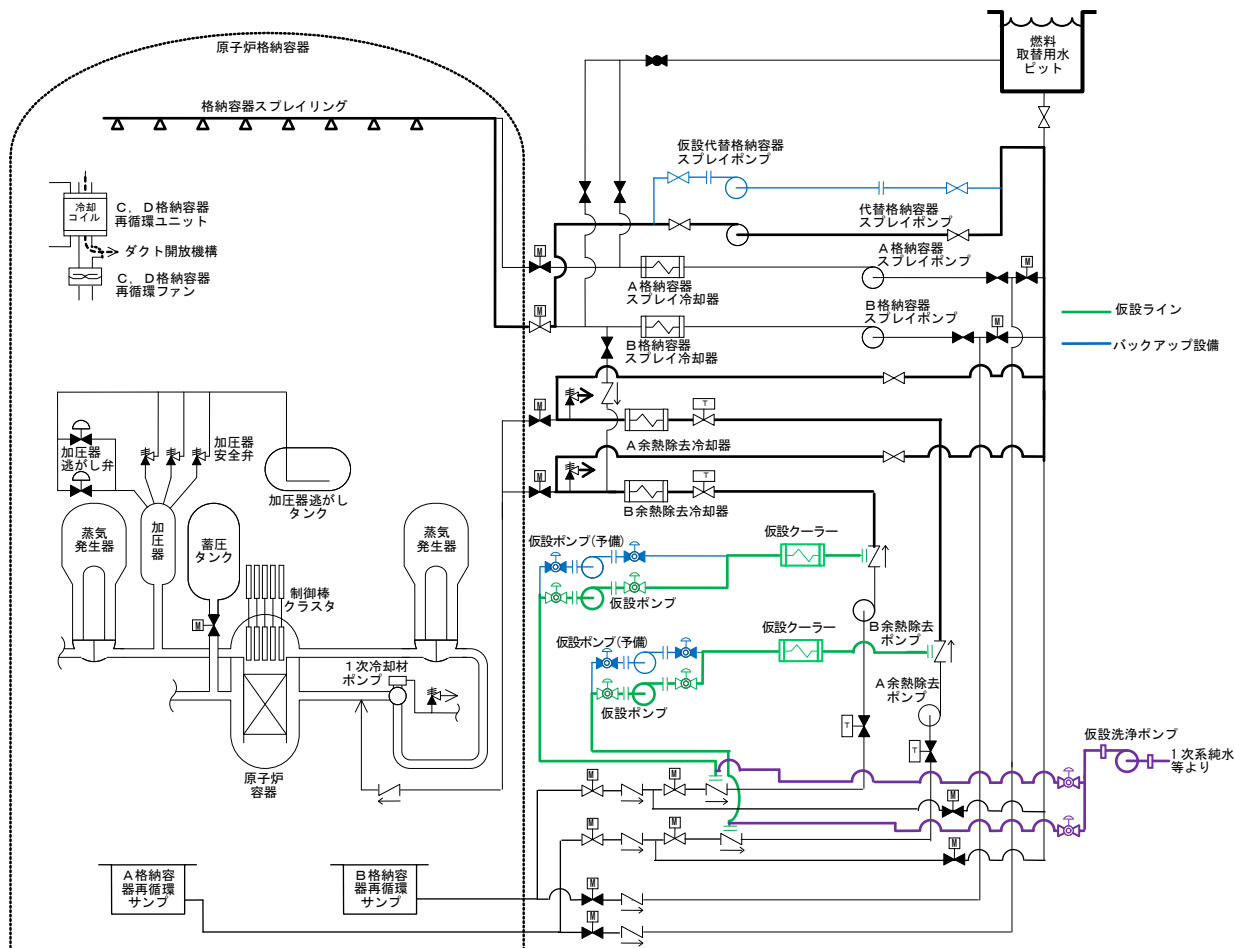 原子炉格納容器
燃料
取替用水
ピット
格納容器スプレイリング
仮設代替格納容器
スプレイポンプ
冷却
コイル
C，D格納容器
再循環ユニット
代替格納容器
スプレイポンプ
ダクト開放機構
A格納容器
スプレイポンプ
M
M
C，D格納容器
再循環ファン
A格納容器
スプレイ冷却器
B格納容器
スプレイポンプ
M
M
仮設ライン
B格納容器
スプレイ冷却器
バックアップ設備
M
T
A余熱除去冷却器
加圧器
逃がし弁
加圧器
安全弁
M
T
B余熱除去冷却器
加圧器逃がし
タンク
蒸気
発生器
加
圧
器
蓄圧
タンク
蒸気
発生器
仮設ポンプ(予備)
仮設クーラー
制御棒
クラスタ
仮設ポンプ
M
仮設ポンプ(予備)
仮設クーラー
B余熱除去
ポンプ
1次冷却材
ポンプ
A余熱除去
ポンプ
仮設ポンプ
T
T
仮設洗浄ポンプ
1次系純水
等より
原子炉
容器
M
M
M
M
M
M
A格納容
器再循環
サンプ
B格納容
器再循環
サンプ
M
M